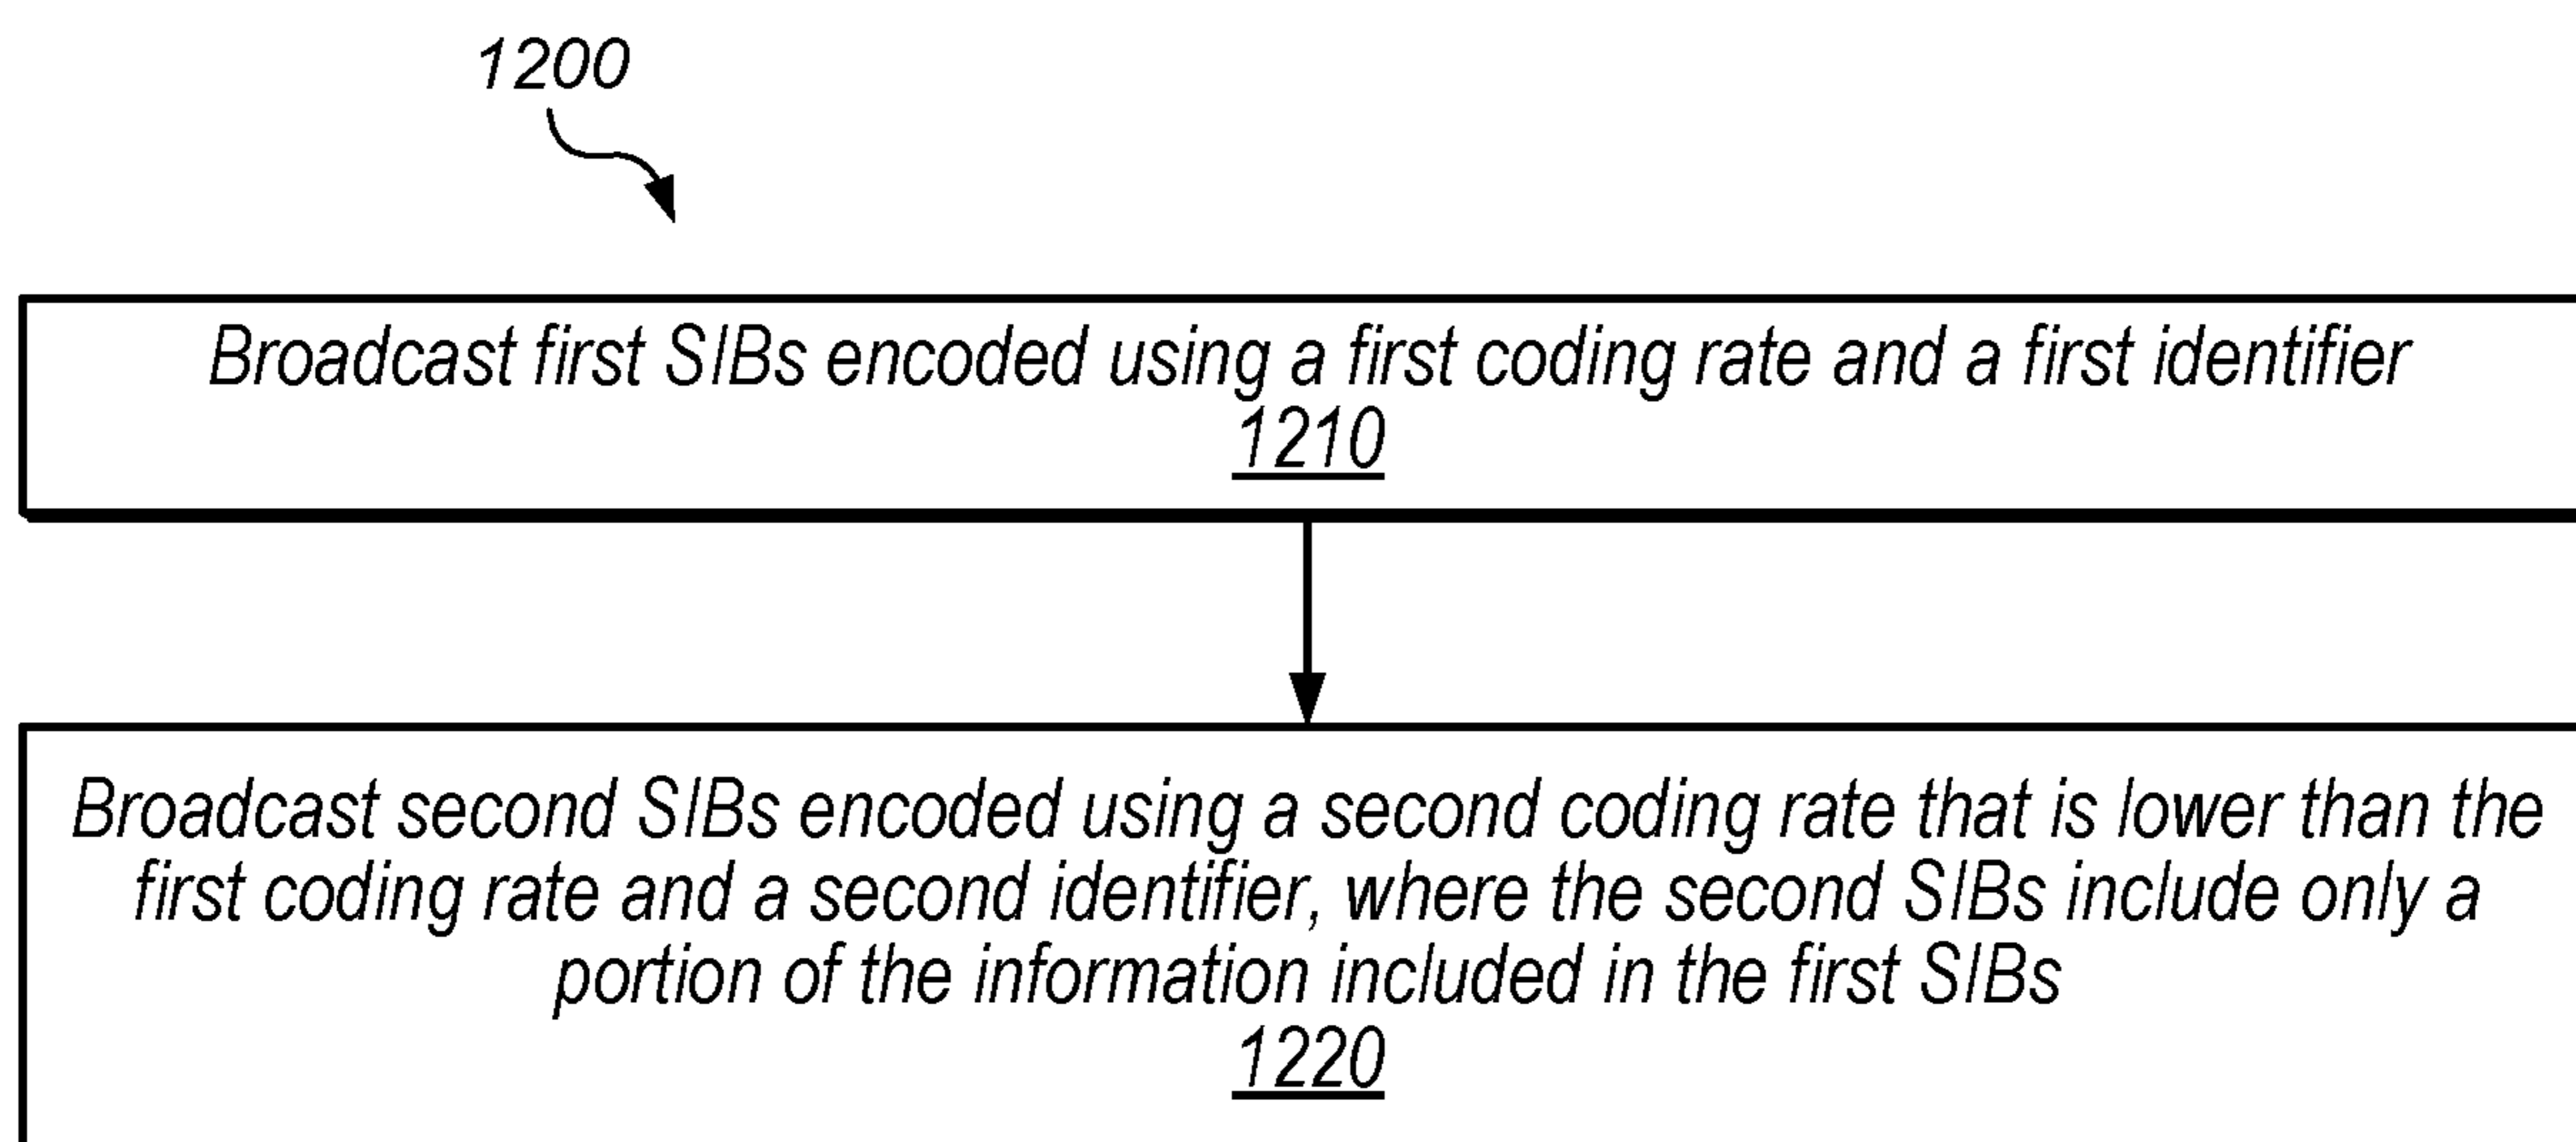 1200
Broadcast first SIBs encoded using a first coding rate and a first identifier
1210
Broadcast second SIBs encoded using a second coding rate that is lower than the
first coding rate and a second identifier, where the second SIBs include only a
portion of the information included in the first SIBs
1220